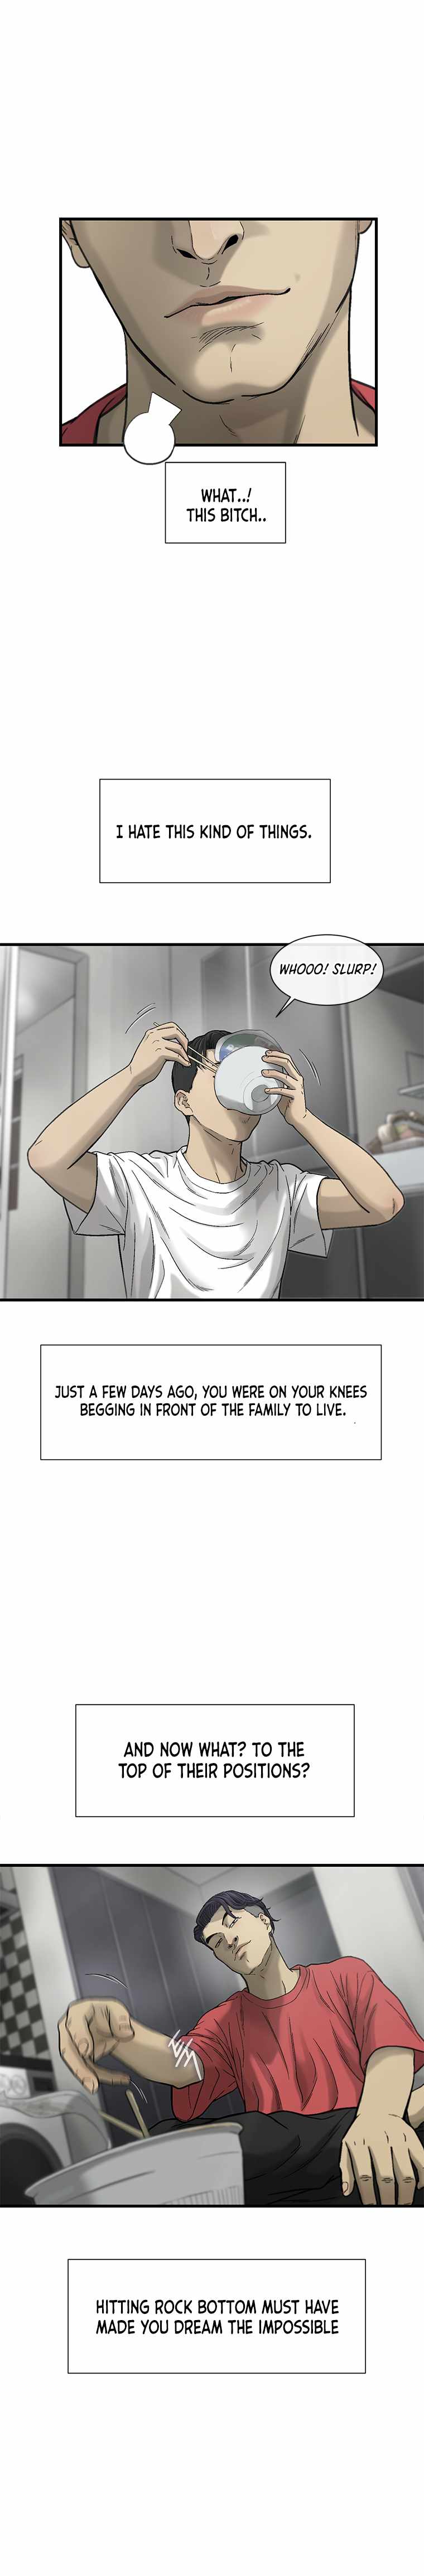 WHAT..!
THIS BITCH..
I HATE THIS KIND OF THINGS.
WHOOO! SLURP!
JUST A FEW DAYS AGO, YOU WERE ON YOUR KNEES
BEGGING IN FRONT OF THE FAMILY TO LIVE.
AND NOW WHAT? TO THE
TOP OF THEIR POSITIONS?
HITTING ROCK BOTTOM MUST HAVE
MADE YOU DREAM THE IMPOSSIBLE